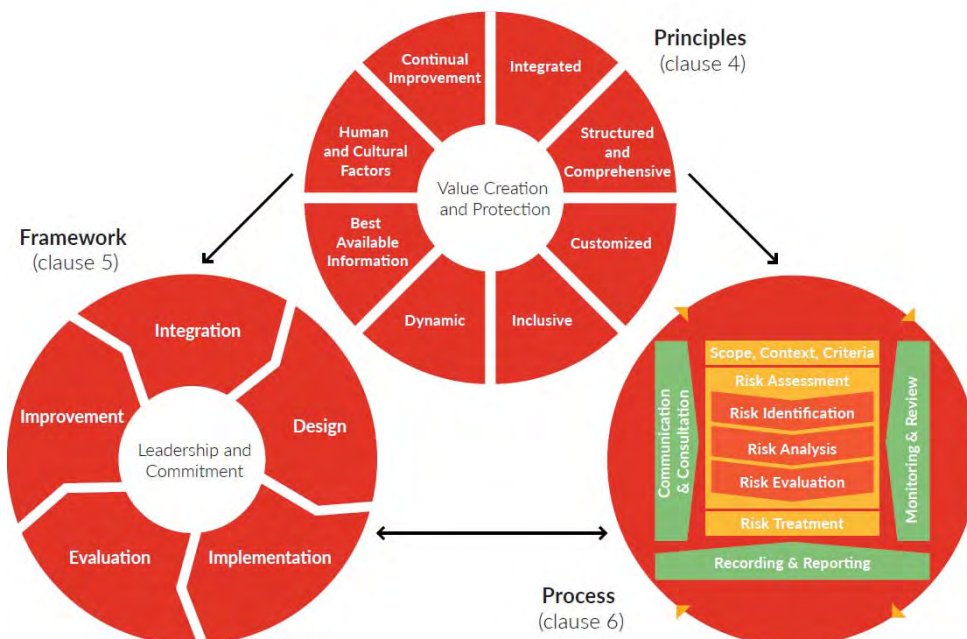 Principles
(clause 4)
Continual
Improvement
Integrated
Structured
and
Comprehensive
Customized
Inclusive
Dynamic
Best
Available
Information
Human
and Cultural
Factors
Value Creation
and Protection
Framework
(clause 5)
Integration
Design
Implementation
Evaluation
Improvement
Leadership and
Commitment
Process
(clause 6)
Scope, Context, Criteria
Risk Assessment
Risk Identification
Risk Analysis
Risk Evaluation
Risk Treatment
Communication
& Consultation
Monitoring & Review
Recording & Reporting